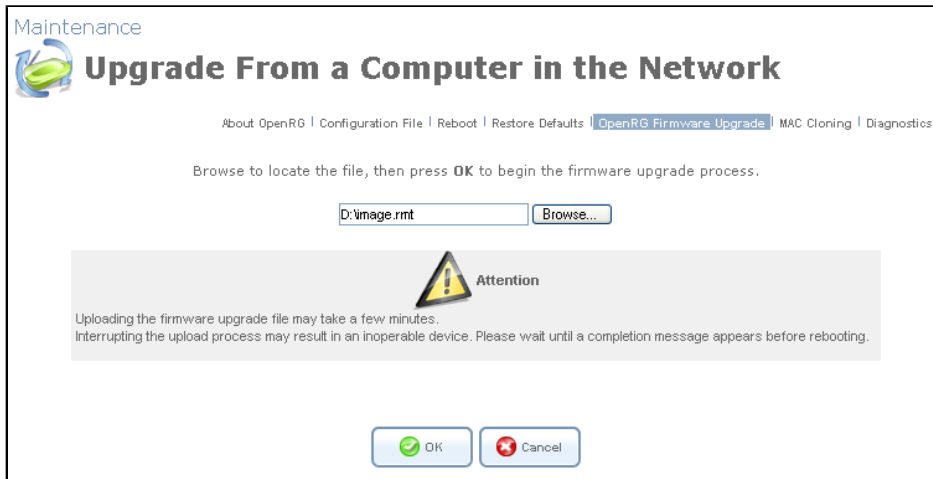 Maintenance
Upgrade From a Computer in the Network
About OpenRG | Configuration File | Reboot | Restore Defaults | OpenRG Firmware Upgrade | MAC Cloning | Diagnostics
Browse to locate the file, then press OK to begin the firmware upgrade process.
D:\image.rmt Browse...
Attention
Uploading the firmware upgrade file may take a few minutes.
Interrupting the upload process may result in an inoperable device. Please wait until a completion message appears before rebooting.
OK Cancel